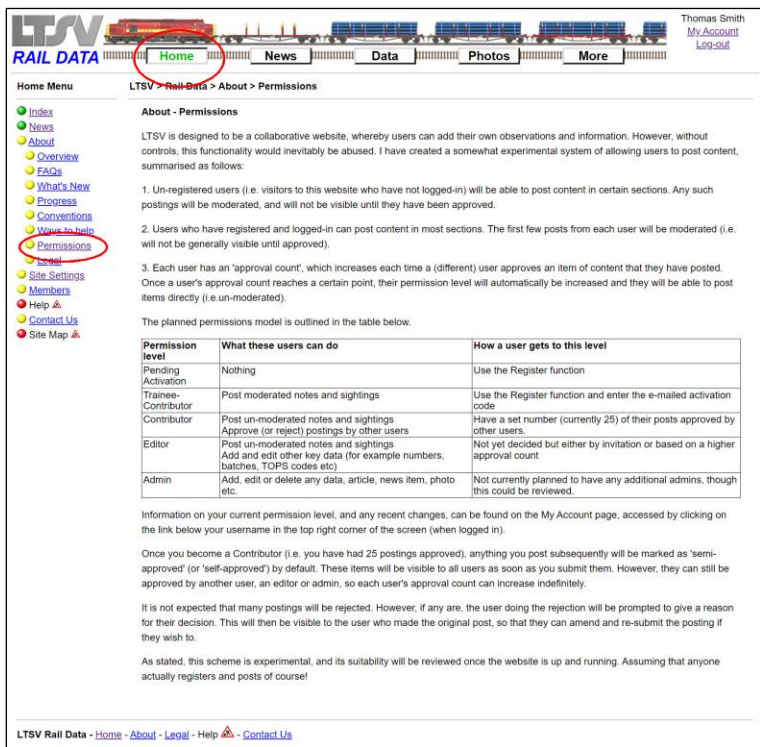 LTSV
RAIL DATA
Home
News
Data
Photos
More
Thomas Smith
My Account
Log-out
Home Menu
Index
News
About
Overview
FAQs
What's New
Progress
Conventions
Ways to help
Permissions
Legal
Site Settings
Members
Help
Contact Us
Site Map
LTSV > Rail Data > About > Permissions
About - Permissions
LTSV is designed to be a collaborative website, whereby users can add their own observations and information. However, without
controls, this functionality would inevitably be abused. I have created a somewhat experimental system of allowing users to post content,
summarised as follows:
1. Un-registered users (i.e. visitors to this website who have not logged-in) will be able to post content in certain sections. Any such
postings will be moderated, and will not be visible until they have been approved.
2. Users who have registered and logged-in can post content in most sections. The first few posts from each user will be moderated (i.e.
will not be generally visible until approved).
3. Each user has an 'approval count', which increases each time a (different) user approves an item of content that they have posted.
Once a user's approval count reaches a certain point, their permission level will automatically be increased and they will be able to post
items directly (i.e.un-moderated).
The planned permissions model is outlined in the table below.
Permission level What these users can do How a user gets to this level
Pending Activation Nothing Use the Register function
Trainee-Contributor Post moderated notes and sightings Use the Register function and enter the e-mailed activation
code
Contributor Post un-moderated notes and sightings Have a set number (currently 25) of their posts approved by
Approve (or reject) postings by other users other users.
Editor Post un-moderated notes and sightings Not yet decided but either by invitation or based on a higher
Add and edit other key data (for example numbers, approval count
batches, TOPS codes etc)
Admin Add, edit or delete any data, article, news item, photo Not currently planned to have any additional admins, though
etc. this could be reviewed.
Information on your current permission level, and any recent changes, can be found on the My Account page, accessed by clicking on
the link below your username in the top right corner of the screen (when logged in).
Once you become a Contributor (i.e. you have had 25 postings approved), anything you post subsequently will be marked as 'semi-
approved' (or 'self-approved') by default. These items will be visible to all users as soon as you submit them. However, they can still be
approved by another user, an editor or admin, so each user's approval count can increase indefinitely.
It is not expected that many postings will be rejected. However, if any are, the user doing the rejection will be prompted to give a reason
for their decision. This will then be visible to the user who made the original post, so that they can amend and re-submit the posting if
they wish to.
As stated, this scheme is experimental, and its suitability will be reviewed once the website is up and running. Assuming that anyone
actually registers and posts of course!
LTSV Rail Data - Home - About - Legal - Help - Contact Us